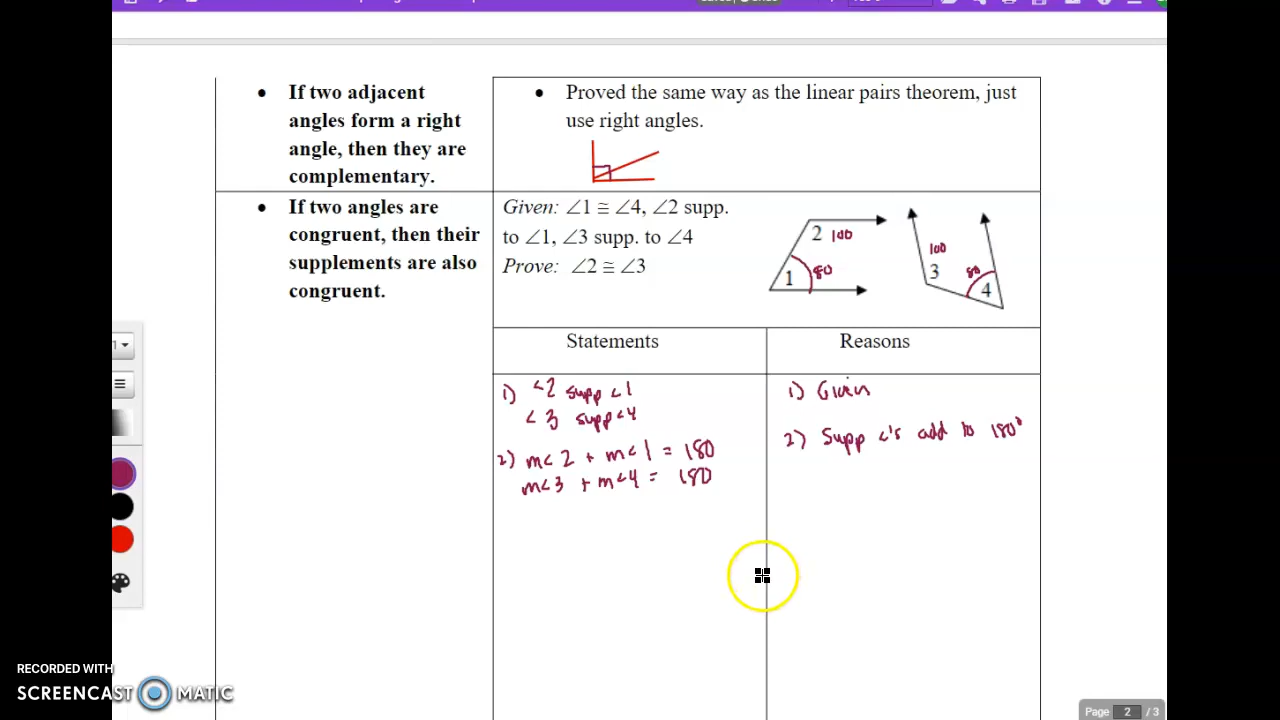 If two adjacent
angles form a right
angle, then they are
complementary.
Proved the same way as the linear pairs theorem, just
use right angles.
If two angles are
congruent, then their
supplements are also
congruent.
Given: ∠1 ≅ ∠4, ∠2 supp.
to ∠1, ∠3 supp. to ∠4
Prove: ∠2 ≅ ∠3
2 100
1 80
100
3
80
4
Statements
Reasons
1) ∠2 supp ∠1
∠3 supp ∠4
2) m∠2 + m∠1 = 180
m∠3 + m∠4 = 180
1) Given
2) Supp ∠'s add to 180°
1
RECORDED WITH
SCREENCAST MATIC
Page 2 / 3